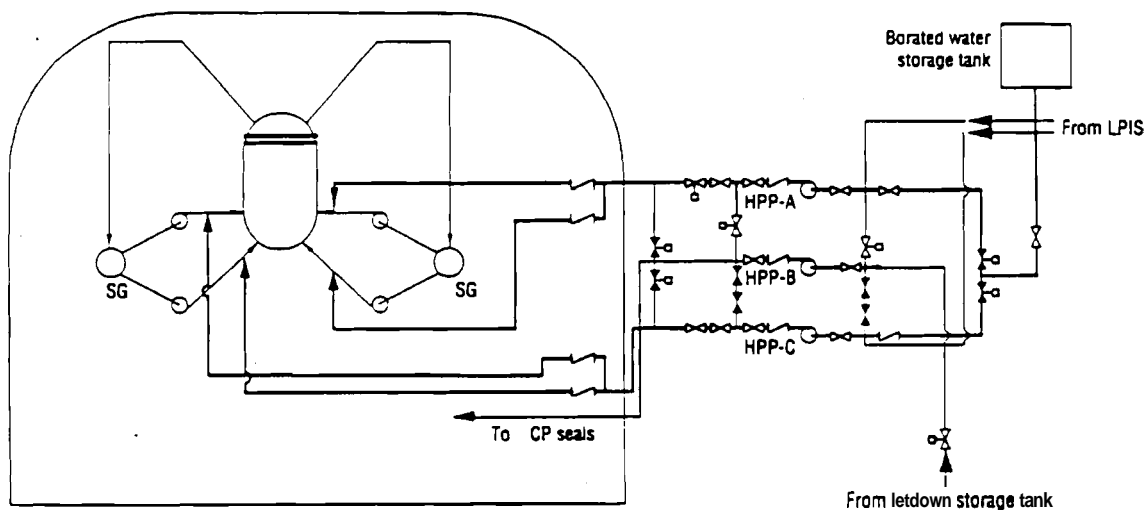 Borated water
storage tank
From LPIS
HPP-A
HPP-B
HPP-C
SG
SG
To CP seals
From letdown storage tank